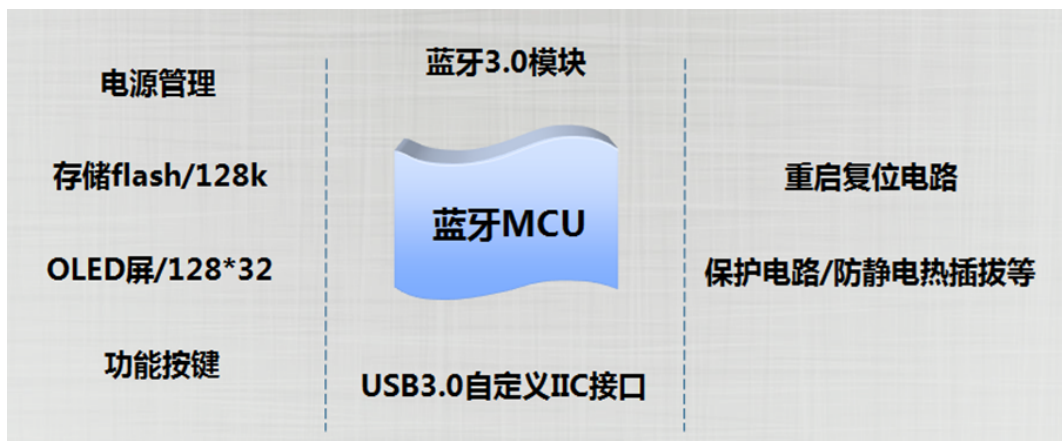 电源管理
存储flash/128k
OLED屏/128*32
功能按键
蓝牙3.0模块
蓝牙MCU
USB3.0自定义IIC接口
重启复位电路
保护电路/防静电热插拔等